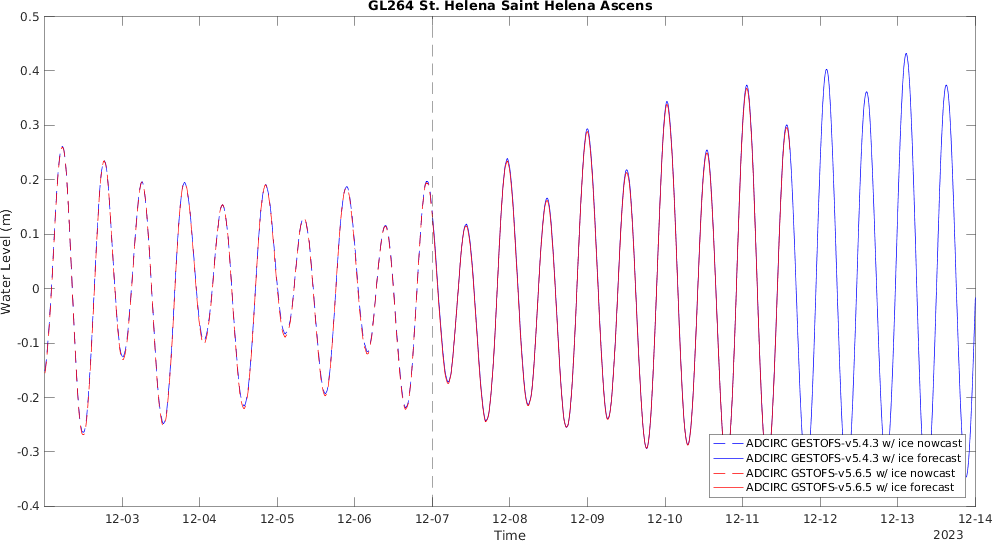 GL264 St. Helena Saint Helena Ascens
0.5
0.4
0.3
0.2
0.1
0
-0.1
-0.2
-0.3
-0.4
Water Level (m)
ADCIRC GESTOFS-v5.4.3 w/ ice nowcast
ADCIRC GESTOFS-v5.4.3 w/ ice forecast
ADCIRC GSTOFS-v5.6.5 w/ ice nowcast
ADCIRC GSTOFS-v5.6.5 w/ ice forecast
12-03 12-04 12-05 12-06 12-07 12-08 12-09 12-10 12-11 12-12 12-13 12-14
Time
2023